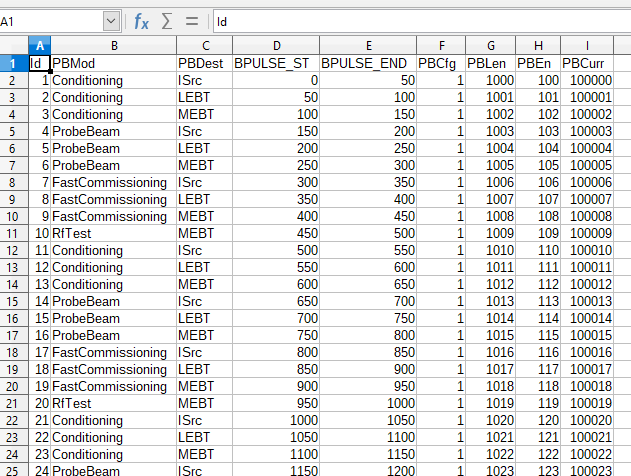 A1 fx Σ = Id
A B C D E F G H I
1 Id PBMod PBDest BPULSE_ST BPULSE_END PBCfg PBLen PBEn PBCurr
2 1 Conditioning ISrc 0 50 1 1000 100 100000
3 2 Conditioning LEBT 50 100 1 1001 101 100001
4 3 Conditioning MEBT 100 150 1 1002 102 100002
5 4 ProbeBeam ISrc 150 200 1 1003 103 100003
6 5 ProbeBeam LEBT 200 250 1 1004 104 100004
7 6 ProbeBeam MEBT 250 300 1 1005 105 100005
8 7 FastCommissioning ISrc 300 350 1 1006 106 100006
9 8 FastCommissioning LEBT 350 400 1 1007 107 100007
10 9 FastCommissioning MEBT 400 450 1 1008 108 100008
11 10 RfTest MEBT 450 500 1 1009 109 100009
12 11 Conditioning ISrc 500 550 1 1010 110 100010
13 12 Conditioning LEBT 550 600 1 1011 111 100011
14 13 Conditioning MEBT 600 650 1 1012 112 100012
15 14 ProbeBeam ISrc 650 700 1 1013 113 100013
16 15 ProbeBeam LEBT 700 750 1 1014 114 100014
17 16 ProbeBeam MEBT 750 800 1 1015 115 100015
18 17 FastCommissioning ISrc 800 850 1 1016 116 100016
19 18 FastCommissioning LEBT 850 900 1 1017 117 100017
20 19 FastCommissioning MEBT 900 950 1 1018 118 100018
21 20 RfTest MEBT 950 1000 1 1019 119 100019
22 21 Conditioning ISrc 1000 1050 1 1020 120 100020
23 22 Conditioning LEBT 1050 1100 1 1021 121 100021
24 23 Conditioning MEBT 1100 1150 1 1022 122 100022
25 24 ProbeBeam ISrc 1150 1200 1 1023 123 100023